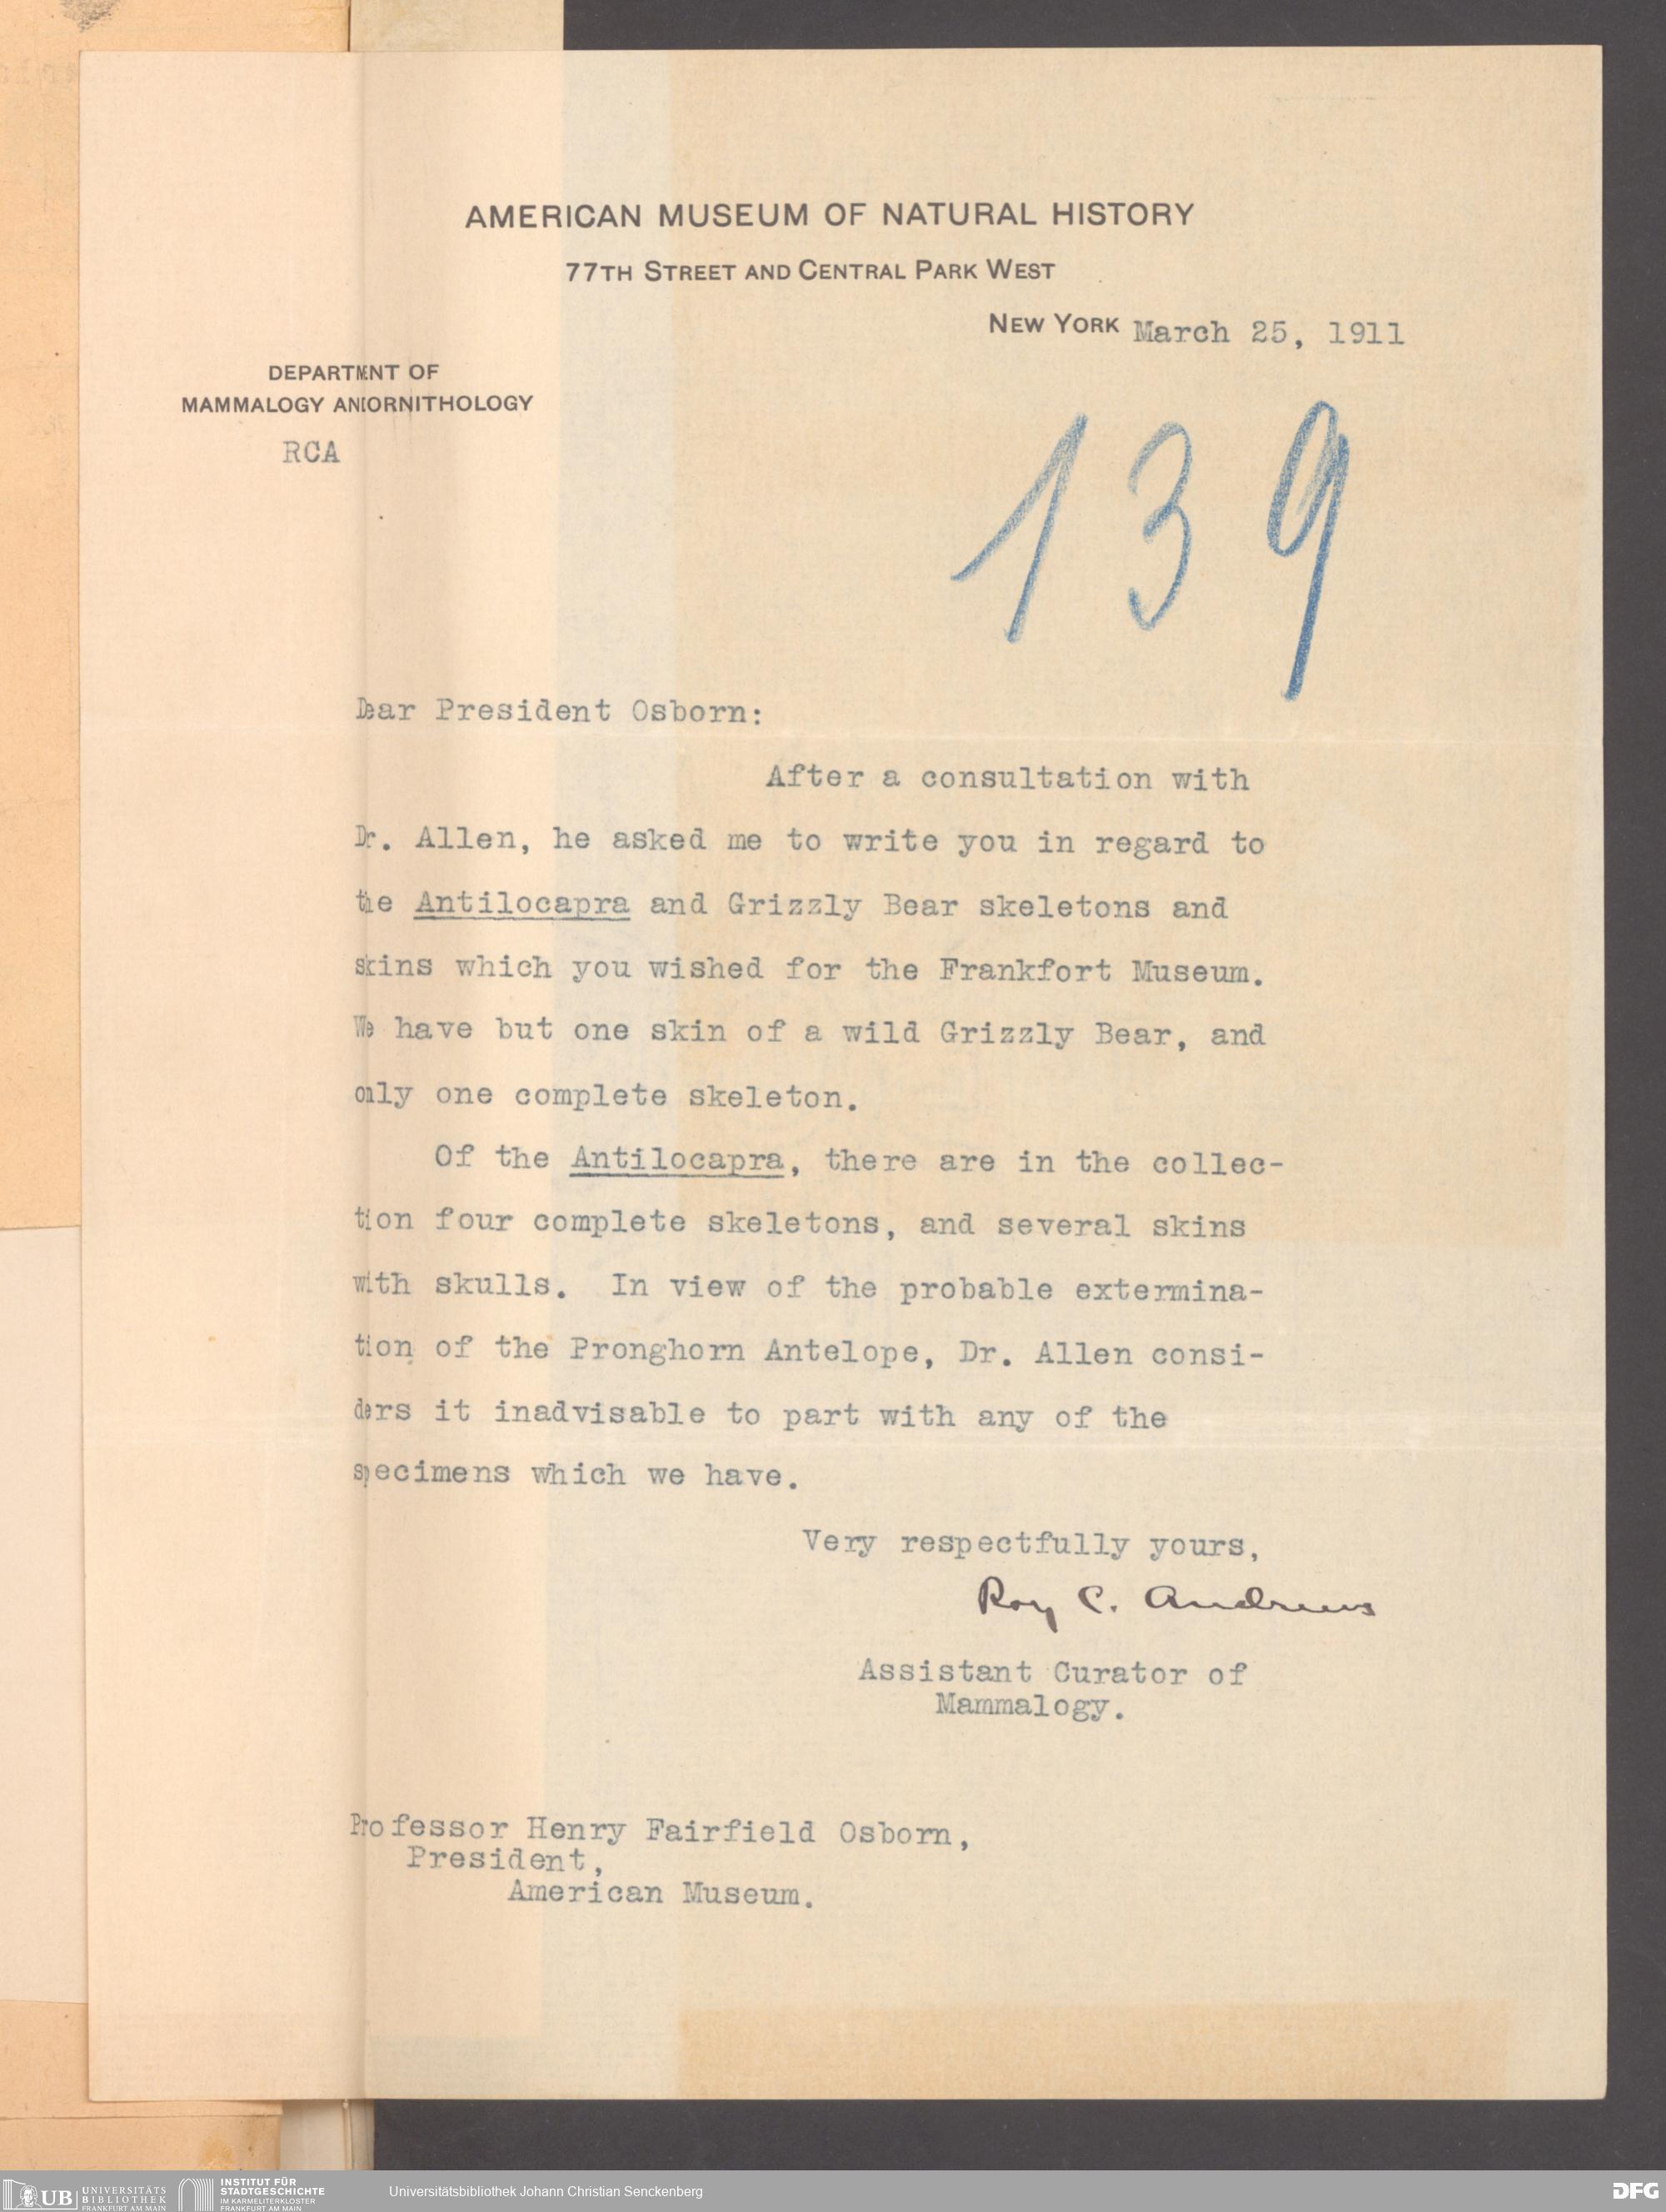 AMERICAN MUSEUM OF NATURAL HISTORY
77TH STREET AND CENTRAL PARK WEST
NEW YORK March 25, 1911
DEPARTMENT OF
MAMMALOGY AND ORNITHOLOGY
RCA
139
Dear President Osborn:
After a consultation with
Dr. Allen, he asked me to write you in regard to
the Antilocapra and Grizzly Bear skeletons and
skins which you wished for the Frankfort Museum.
We have but one skin of a wild Grizzly Bear, and
only one complete skeleton.
Of the Antilocapra, there are in the collec-
tion four complete skeletons, and several skins
with skulls. In view of the probable extermina-
tion of the Pronghorn Antelope, Dr. Allen consi-
ders it inadvisable to part with any of the
specimens which we have.
Very respectfully yours,
Roy C. Andrews
Assistant Curator of
Mammalogy.
Professor Henry Fairfield Osborn,
President,
American Museum.
UB UNIVERSITÄTS
BIBLIOTHEK
FRANKFURT AM MAIN
INSTITUT FÜR
STADTGESCHICHTE
IM KARMELITERKLOSTER
FRANKFURT AM MAIN
Universitätsbibliothek Johann Christian Senckenberg
DFG